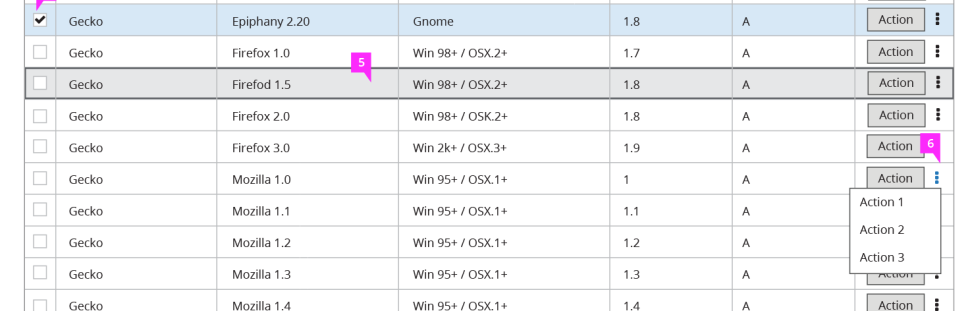 Gecko Epiphany 2.20 Gnome 1.8 A Action
Gecko Firefox 1.0 Win 98+ / OSX.2+ 1.7 A Action
5
Gecko Firefod 1.5 Win 98+ / OSX.2+ 1.8 A Action
Gecko Firefox 2.0 Win 98+ / OSK.2+ 1.8 A Action
Gecko Firefox 3.0 Win 2k+ / OSX.3+ 1.9 A Action 6
Gecko Mozilla 1.0 Win 95+ / OSX.1+ 1 A Action
Action 1
Gecko Mozilla 1.1 Win 95+ / OSX.1+ 1.1 A
Action 2
Gecko Mozilla 1.2 Win 95+ / OSX.1+ 1.2 A
Action 3
Gecko Mozilla 1.3 Win 95+ / OSX.1+ 1.3 A Action
Gecko Mozilla 1.4 Win 95+ / OSX.1+ 1.4 A Action